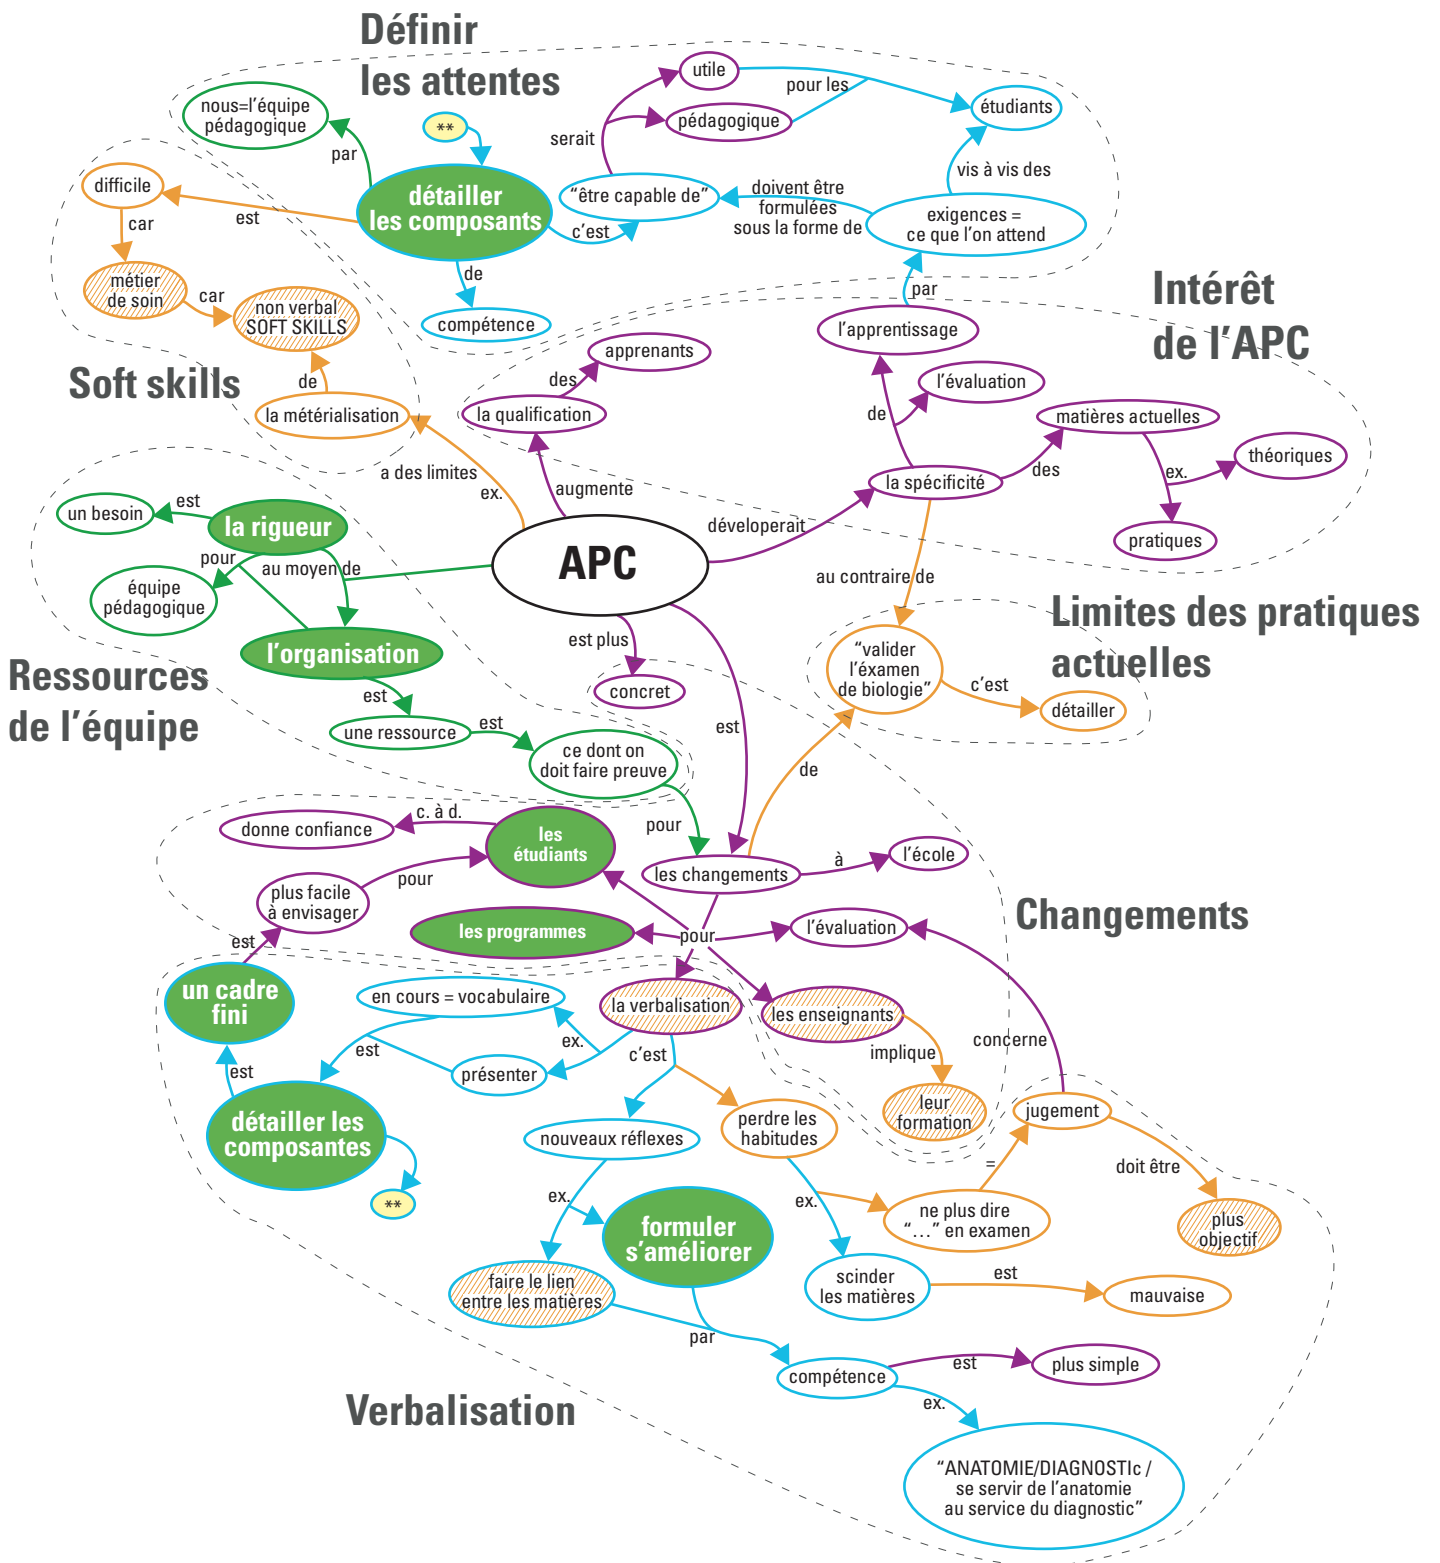 Définir
les attentes
nous=l'équipe
pédagogique
par
**
utile
pour les
étudiants
pédagogique
serait
difficile
est
détailler
les composants
"être capable de"
doivent être
formulées
sous la forme de
vis à vis des
exigences =
ce que l'on attend
c'est
car
métier
de soin
car
non verbal
SOFT SKILLS
de
compétence
par
Intérêt
de l'APC
l'apprentissage
apprenants
des
l'évaluation
Soft skills
de
la métérialisation
la qualification
de
matières actuelles
théoriques
a des limites
ex.
augmente
la spécificité
des
ex.
un besoin
est
la rigueur
déveloperait
pratiques
pour
au moyen de
APC
équipe
pédagogique
au contraire de
Limites des pratiques
actuelles
l'organisation
est plus
"valider
l'éxamen
de biologie"
c'est
détailler
Ressources
de l'équipe
est
concret
une ressource
est
ce dont on
doit faire preuve
est
de
donne confiance
c. à d.
les
étudiants
pour
les changements
à
l'école
pour
plus facile
à envisager
Changements
les programmes
pour
l'évaluation
est
un cadre
fini
en cours = vocabulaire
la verbalisation
les enseignants
ex.
c'est
implique
concerne
est
est
présenter
leur
formation
jugement
détailler les
composantes
nouveaux réflexes
perdre les
habitudes
=
doit être
**
ex.
ex.
formuler
s'améliorer
ne plus dire
"…" en examen
plus
objectif
faire le lien
entre les matières
scinder
les matières
est
mauvaise
par
compétence
est
plus simple
ex.
Verbalisation
"ANATOMIE/DIAGNOSTIc /
se servir de l'anatomie
au service du diagnostic"